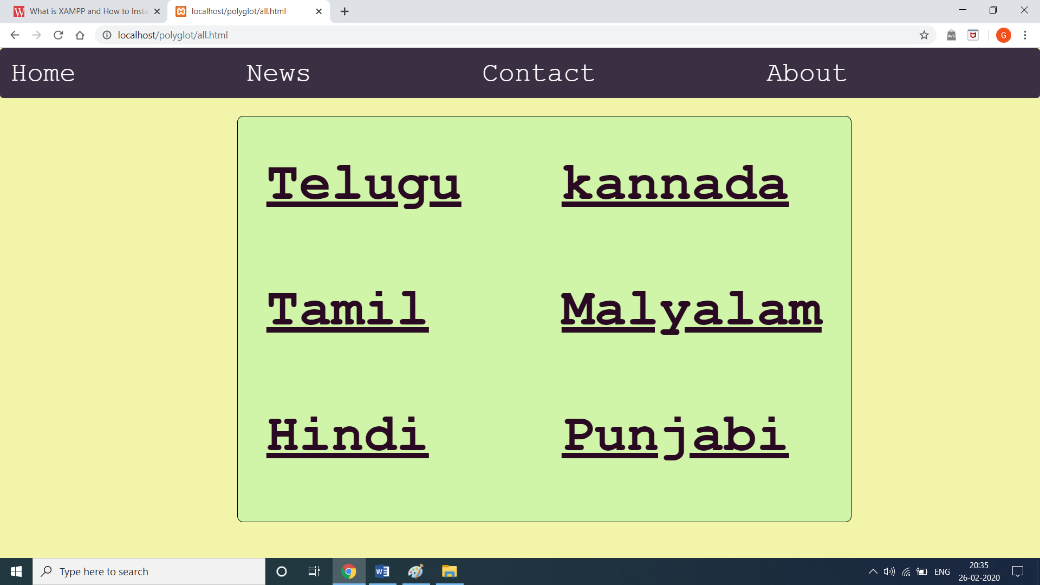 What is XAMPP and How to Insta
localhost/polyglot/all.html
localhost/polyglot/all.html
G
Home News Contact About
Telugu kannada
Tamil Malyalam
Hindi Punjabi
Type here to search
ENG
20:35
26-02-2020